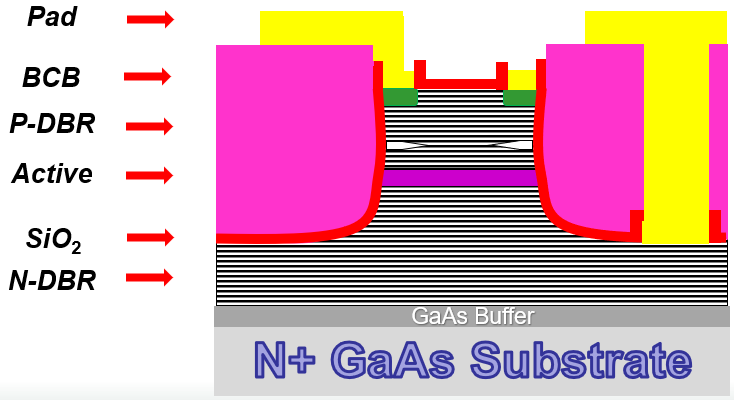 Pad
BCB
P-DBR
Active
SiO₂
N-DBR
GaAs Buffer
N+ GaAs Substrate